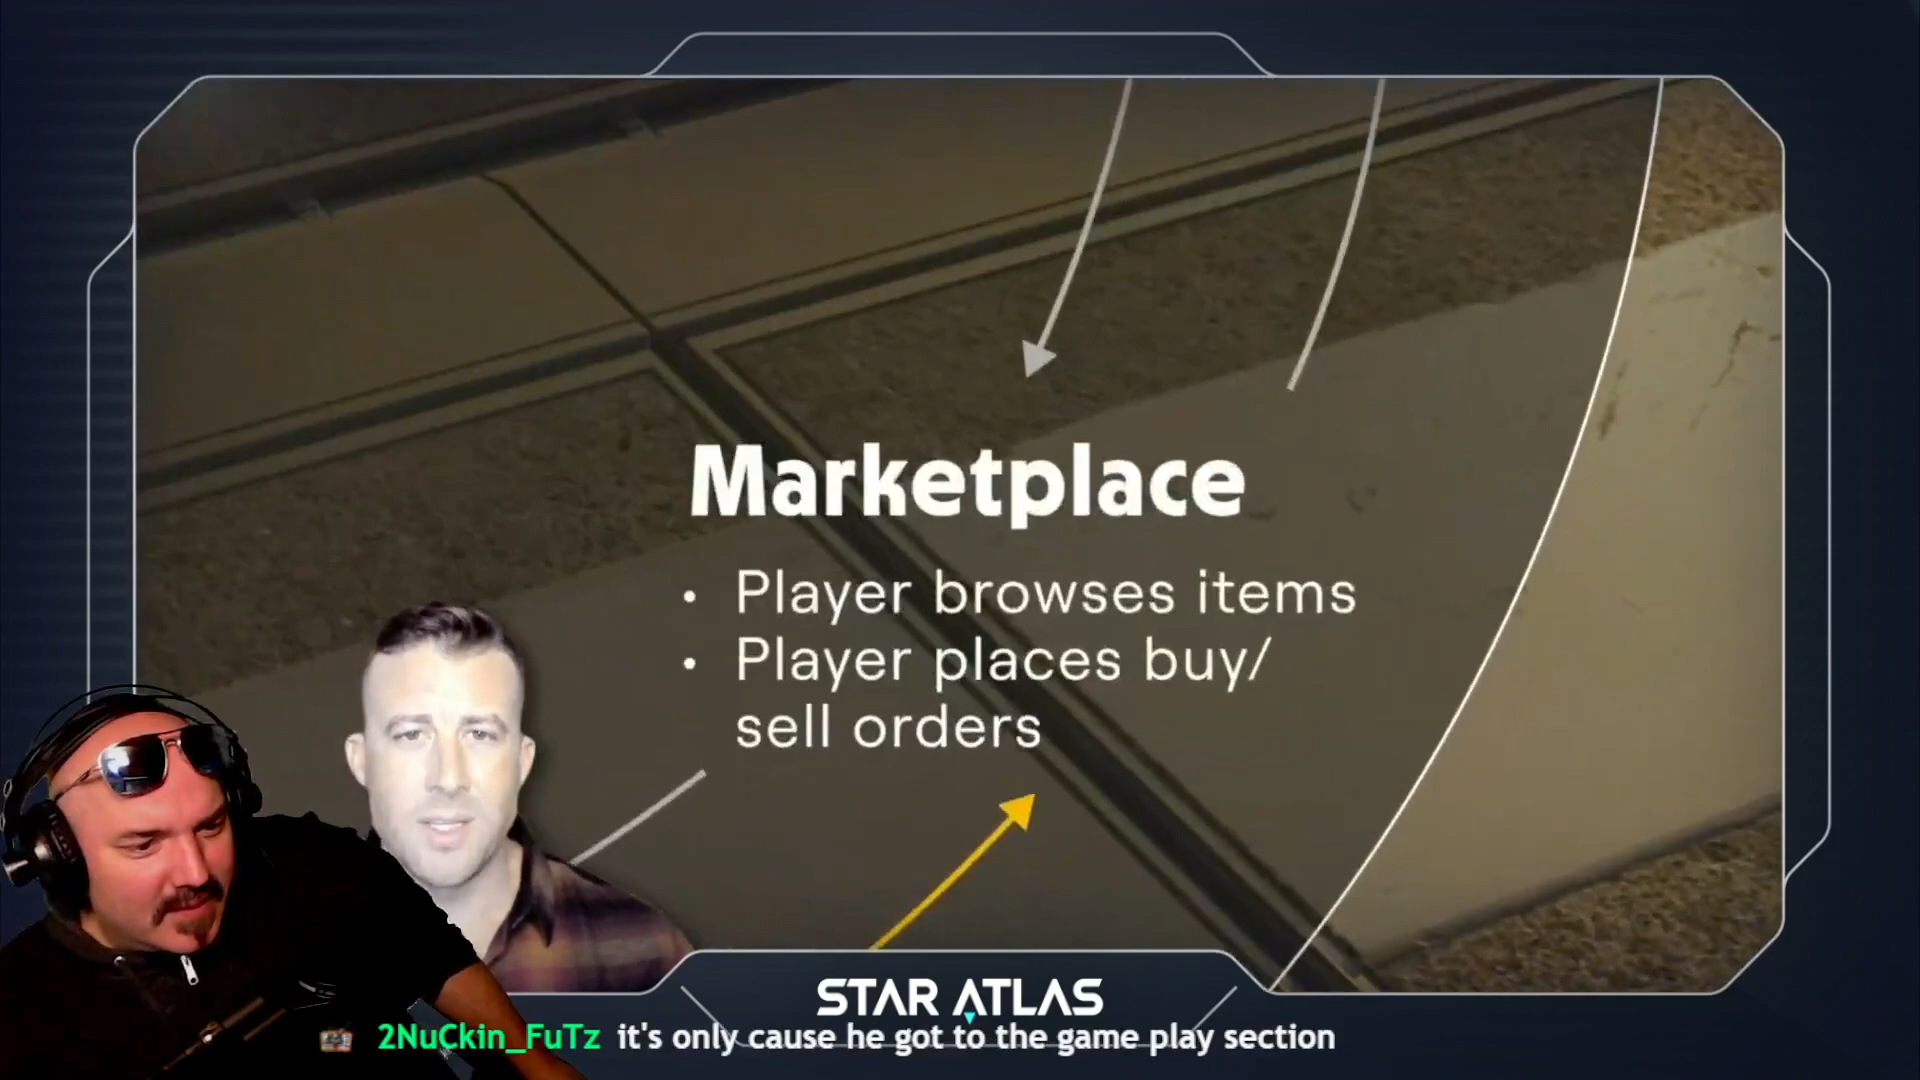 Marketplace
• Player browses items
• Player places buy/
sell orders
STAR ATLAS
2NuCkin_FuTz it's only cause he got to the game play section